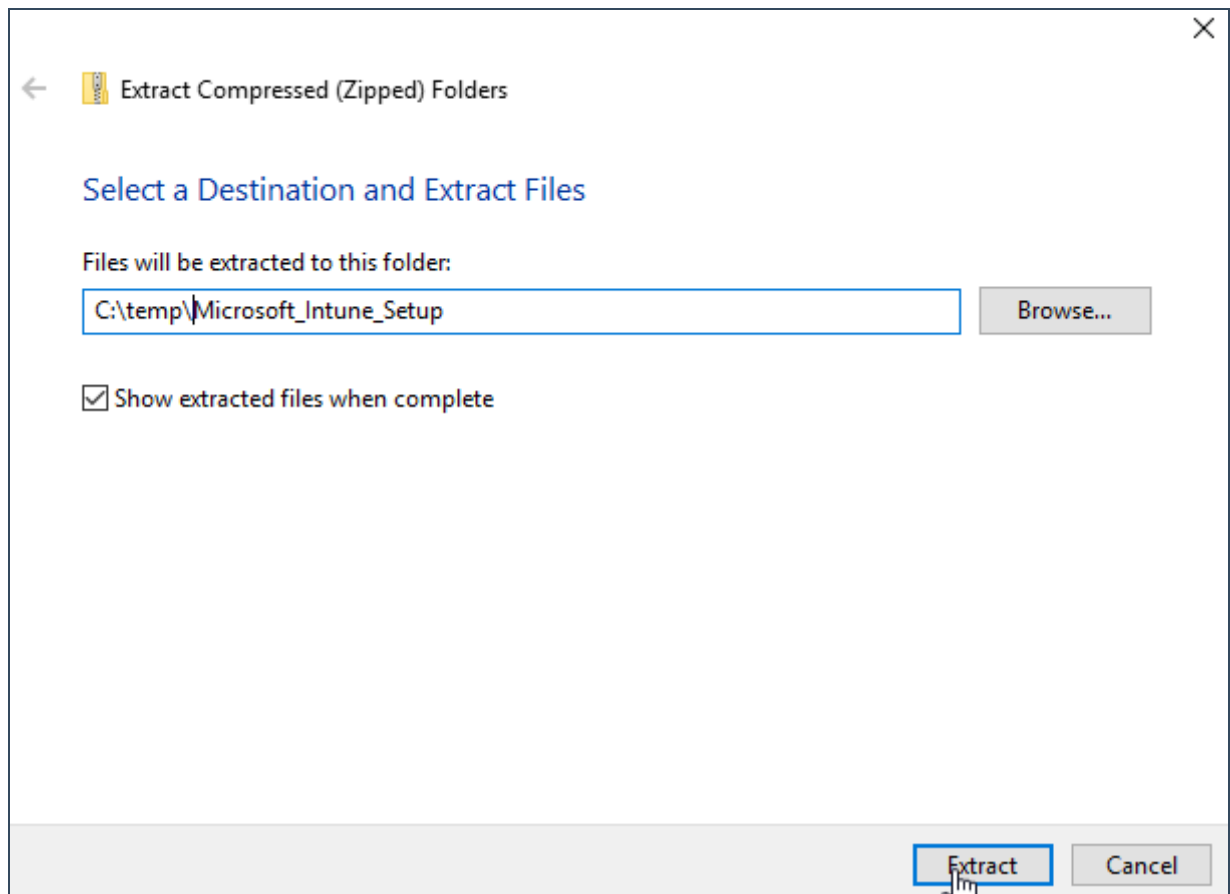 Extract Compressed (Zipped) Folders
Select a Destination and Extract Files
Files will be extracted to this folder:
C:\temp\Microsoft_Intune_Setup
Browse...
Show extracted files when complete
Extract
Cancel